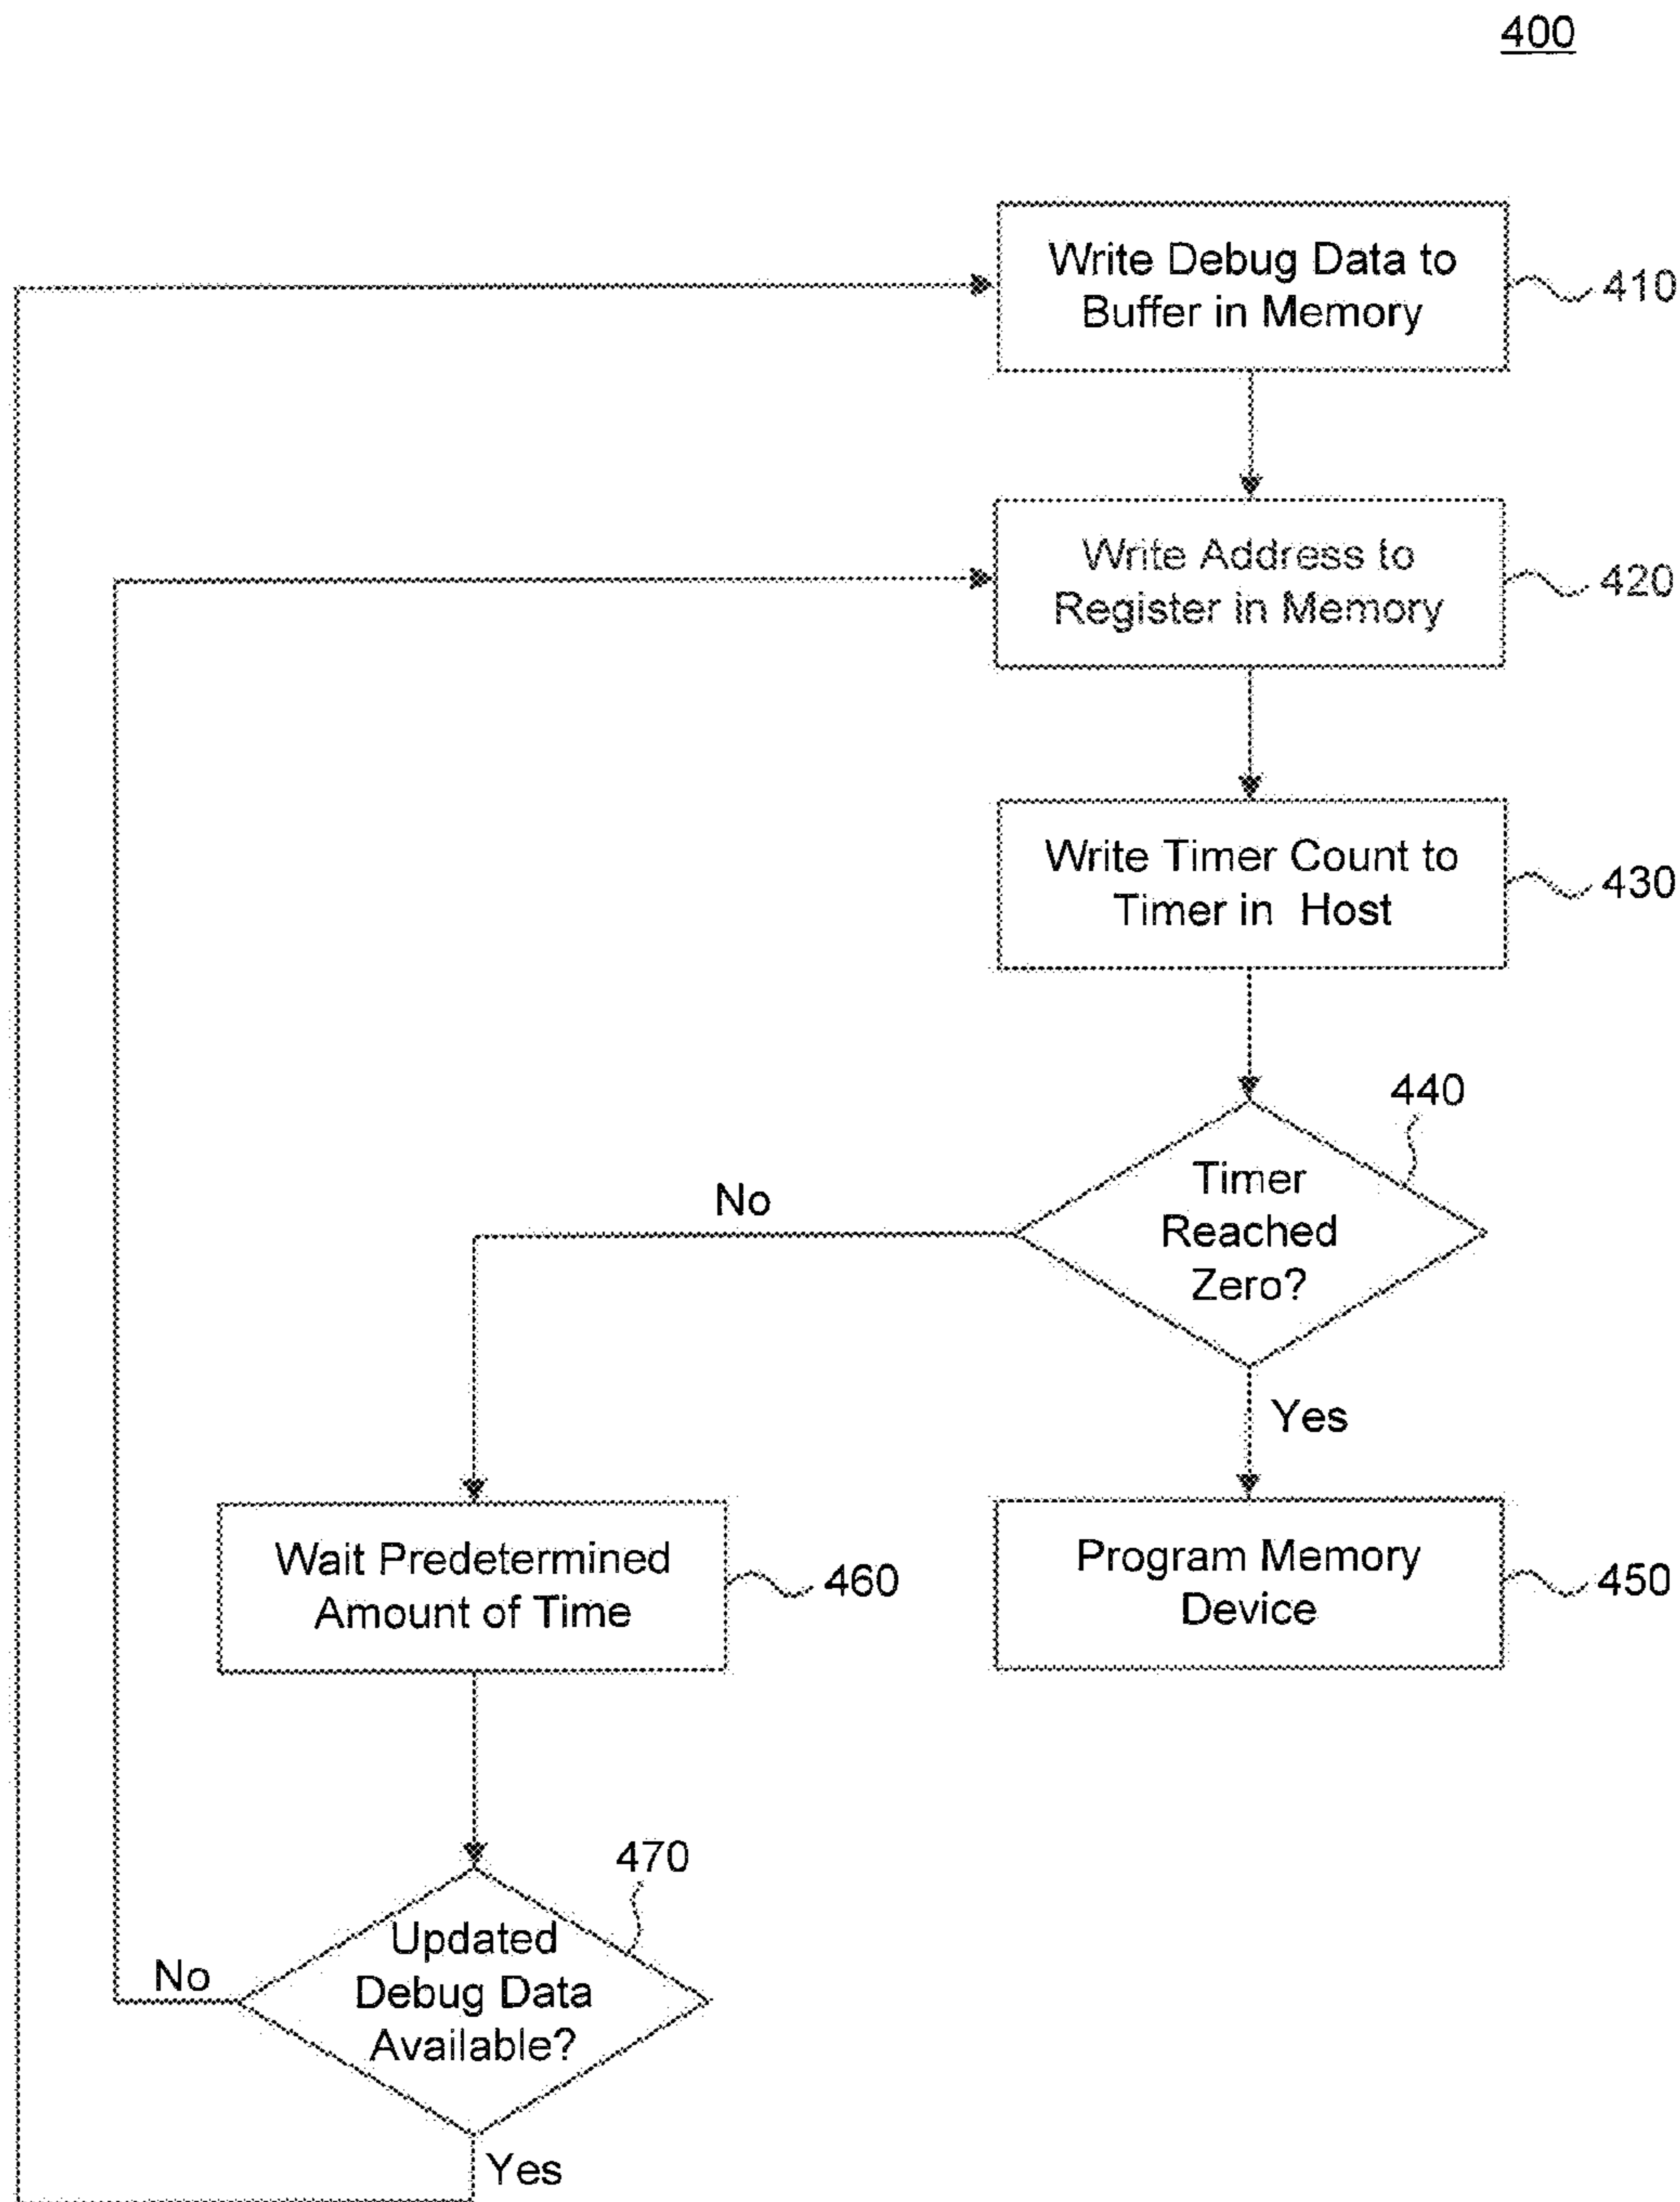 400
Write Debug Data to
Buffer in Memory
410
Write Address to
Register in Memory
420
Write Timer Count to
Timer in Host
430
440
Timer
Reached
Zero?
No
Yes
Wait Predetermined
Amount of Time
460
Program Memory
Device
450
470
Updated
Debug Data
Available?
No
Yes